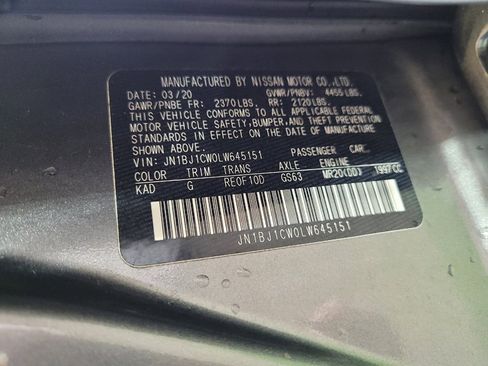 MANUFACTURED BY NISSAN MOTOR CO.,LTD.
DATE: 03/20 GVWR/PNBV: 4455 LBS.
GAWR/PNBE FR: 2370 LBS. RR: 2120 LBS.
THIS VEHICLE CONFORMS TO ALL APPLICABLE FEDERAL
MOTOR VEHICLE SAFETY, BUMPER, AND THEFT PREVENTION
STANDARDS IN EFFECT ON THE DATE OF MANUFACTURE
SHOWN ABOVE.
VIN: JN1BJ1CW0LW645151 PASSENGER CAR
COLOR TRIM TRANS AXLE ENGINE
KAD G RE0F10D GS63 MR20(DD) 1997CC
JN1BJ1CW0LW645151